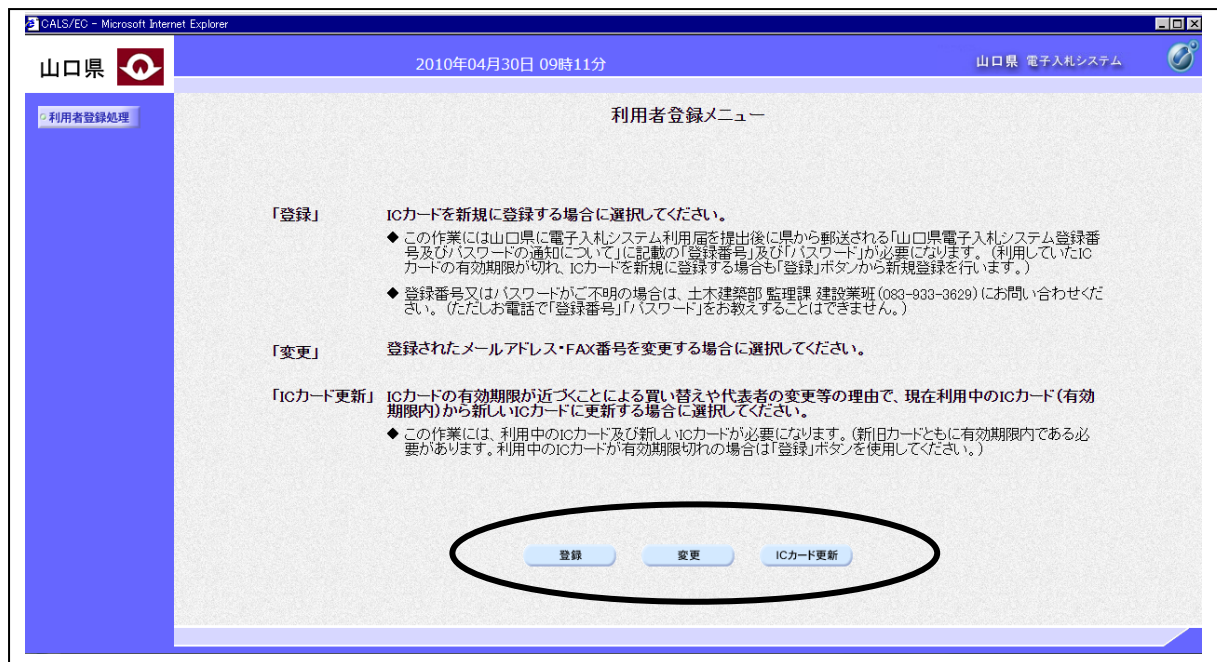 CALS/EC - Microsoft Internet Explorer
山口県
2010年04月30日 09時11分
山口県 電子入札システム
利用者登録処理
利用者登録メニュー
「登録」 ICカードを新規に登録する場合に選択してください。
◆ この作業には山口県に電子入札システム利用届を提出後に県から郵送される「山口県電子入札システム登録番
号及びパスワードの通知について」に記載の「登録番号」及び「パスワード」が必要になります。（利用していたIC
カードの有効期限が切れ、ICカードを新規に登録する場合も「登録」ボタンから新規登録を行います。）
◆ 登録番号又はパスワードがご不明の場合は、土木建築部 監理課 建設業班(083-933-3629)にお問い合わせくだ
さい。（ただしお電話で「登録番号」「パスワード」をお教えすることはできません。）
「変更」 登録されたメールアドレス・FAX番号を変更する場合に選択してください。
「ICカード更新」 ICカードの有効期限が近づくことによる買い替えや代表者の変更等の理由で、現在利用中のICカード(有効
期限内)から新しいICカードに更新する場合に選択してください。
◆ この作業には、利用中のICカード及び新しいICカードが必要になります。（新旧カードともに有効期限内である必
要があります。利用中のICカードが有効期限切れの場合は「登録」ボタンを使用してください。）
登録 変更 ICカード更新